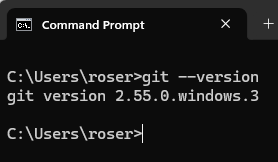 Command Prompt
C:\Users\roser>git --version
git version 2.55.0.windows.3
C:\Users\roser>